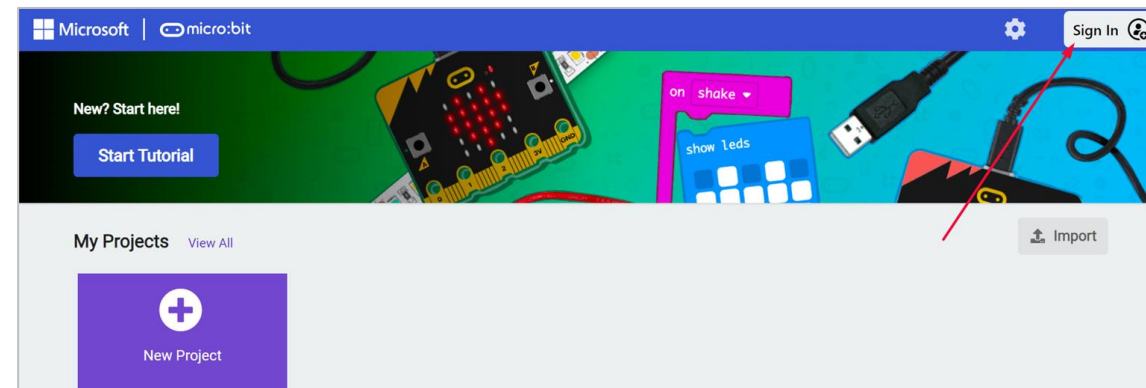 Microsoft micro:bit Sign In
New? Start here!
Start Tutorial
on shake
show leds
3V GND
My Projects View All
Import
New Project